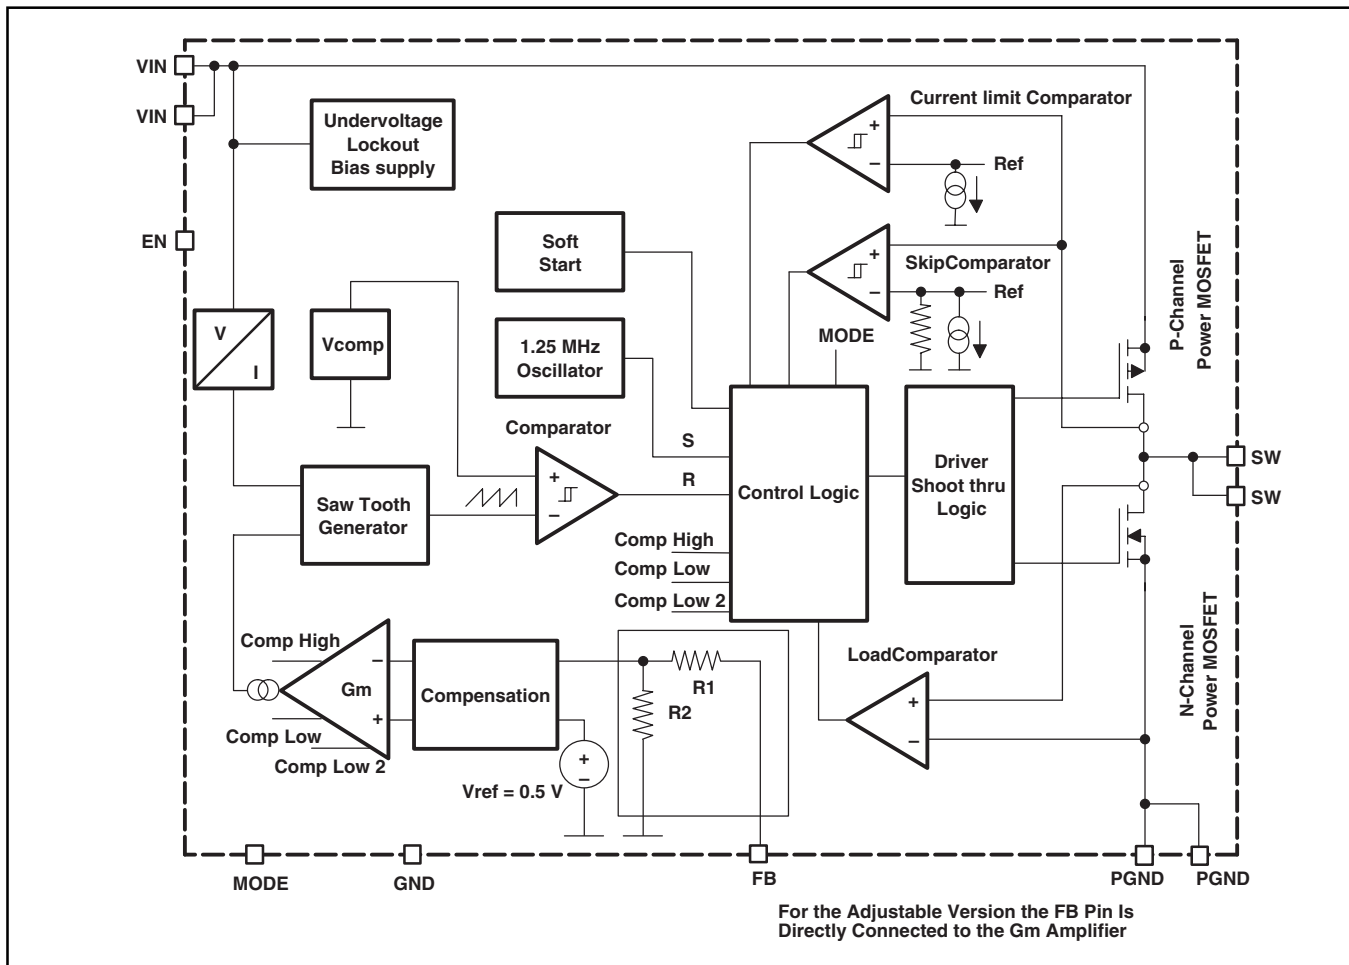 VIN
VIN
EN
Undervoltage
Lockout
Bias supply
Current limit Comparator
+
−
Ref
Soft
Start
SkipComparator
+
−
Ref
P-Channel
Power MOSFET
V
I
Vcomp
1.25 MHz
Oscillator
MODE
Comparator
+
−
S
R
Saw Tooth
Generator
Control Logic
Driver
Shoot thru
Logic
SW
SW
Comp High
Comp Low
Comp Low 2
Comp High
−
Gm
+
Comp Low
Comp Low 2
Compensation
R1
R2
+
−
Vref = 0.5 V
LoadComparator
+
−
N-Channel
Power MOSFET
MODE
GND
FB
PGND
PGND
For the Adjustable Version the FB Pin Is
Directly Connected to the Gm Amplifier